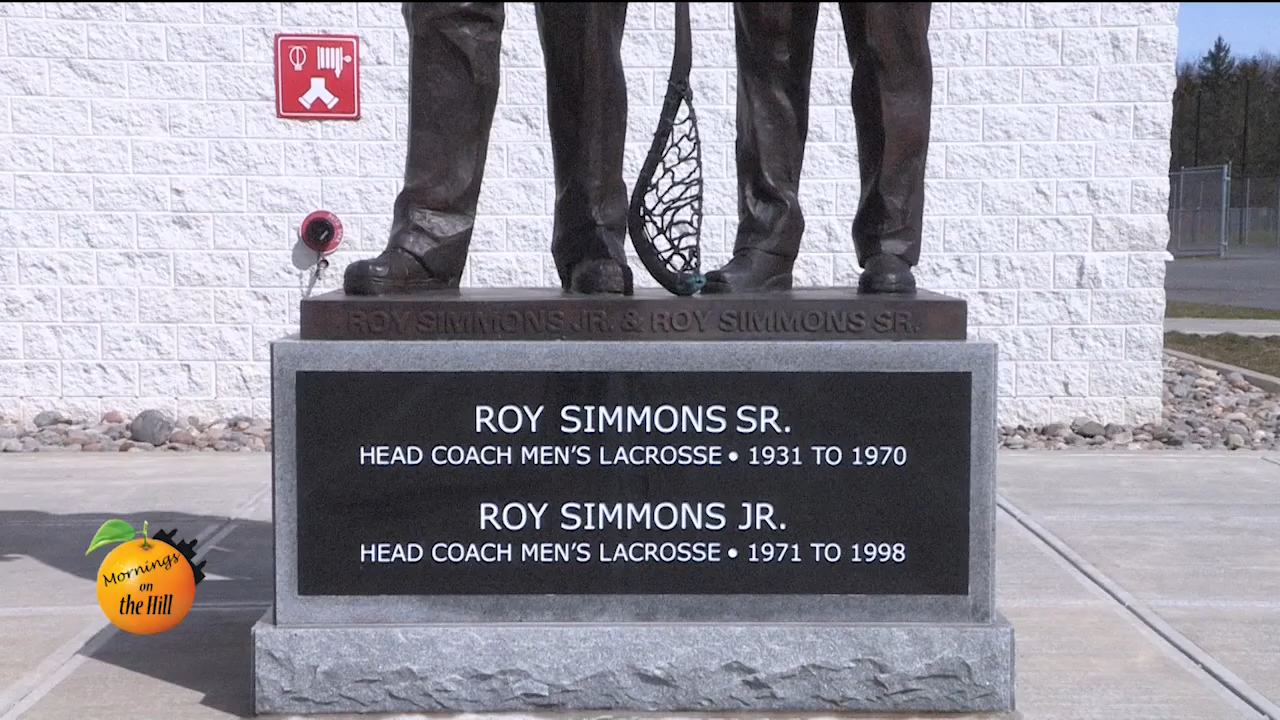 ROY SIMMONS JR. & ROY SIMMONS SR.
ROY SIMMONS SR.
HEAD COACH MEN'S LACROSSE • 1931 TO 1970
ROY SIMMONS JR.
HEAD COACH MEN'S LACROSSE • 1971 TO 1998
Mornings
on
the Hill